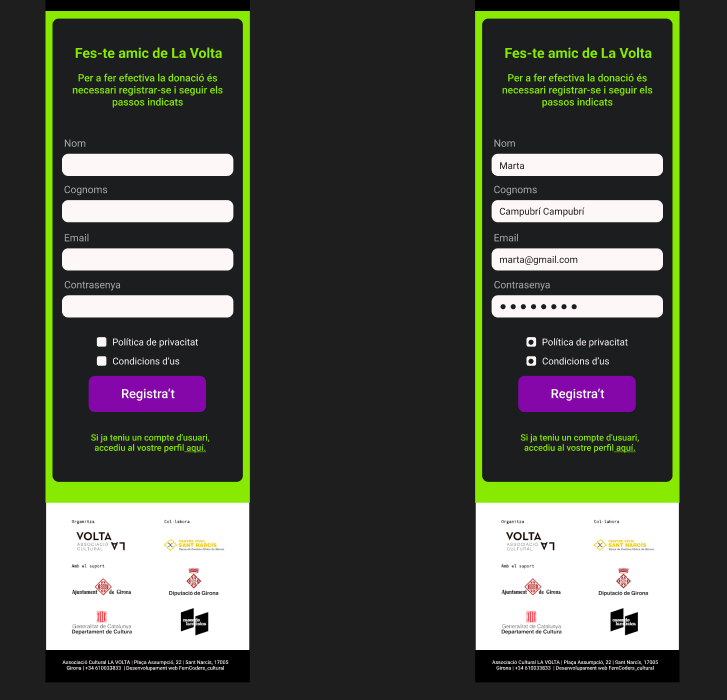 Fes-te amic de La Volta
Per a fer efectiva la donació és
necessari registrar-se i seguir els
passos indicats
Nom
Cognoms
Email
Contrasenya
Política de privacitat
Condicions d'us
Registra't
Si ja teniu un compte d'usuari,
accediu al vostre perfil aquí.
Organitza
Col·labora
VOLTA
ASSOCIACIÓ
CULTURAL
LA
CENTRE CÍVIC
SANT NARCÍS
Amb el suport
Ajuntament de Girona
Diputació de Girona
Generalitat de Catalunya
Departament de Cultura
Associació Cultural LA VOLTA | Plaça Assumpció, 22 | Sant Narcís, 17005
Girona | +34 610033833 | Desenvolupament web FemCoders_cultural
Fes-te amic de La Volta
Per a fer efectiva la donació és
necessari registrar-se i seguir els
passos indicats
Nom
Marta
Cognoms
Campubrí Campubrí
Email
marta@gmail.com
Contrasenya
Política de privacitat
Condicions d'us
Registra't
Si ja teniu un compte d'usuari,
accediu al vostre perfil aquí.
Organitza
Col·labora
VOLTA
ASSOCIACIÓ
CULTURAL
LA
CENTRE CÍVIC
SANT NARCÍS
Amb el suport
Ajuntament de Girona
Diputació de Girona
Generalitat de Catalunya
Departament de Cultura
Associació Cultural LA VOLTA | Plaça Assumpció, 22 | Sant Narcís, 17005
Girona | +34 610033833 | Desenvolupament web FemCoders_cultural